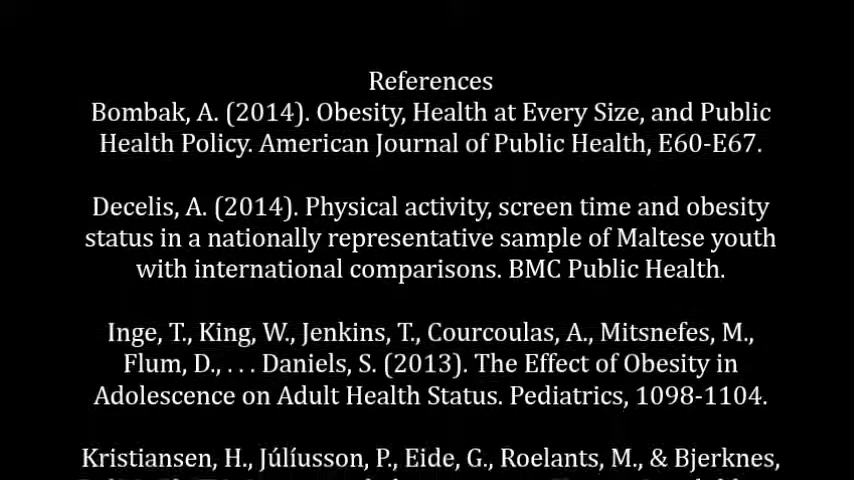 References
Bombak, A. (2014). Obesity, Health at Every Size, and Public
Health Policy. American Journal of Public Health, E60-E67.
Decelis, A. (2014). Physical activity, screen time and obesity
status in a nationally representative sample of Maltese youth
with international comparisons. BMC Public Health.
Inge, T., King, W., Jenkins, T., Courcoulas, A., Mitsnefes, M.,
Flum, D., . . . Daniels, S. (2013). The Effect of Obesity in
Adolescence on Adult Health Status. Pediatrics, 1098-1104.
Kristiansen, H., Júlíusson, P., Eide, G., Roelants, M., & Bjerknes,